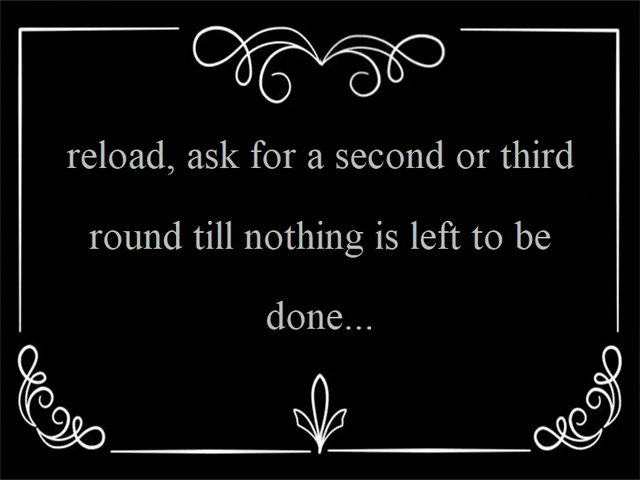 reload, ask for a second or third
round till nothing is left to be
done...